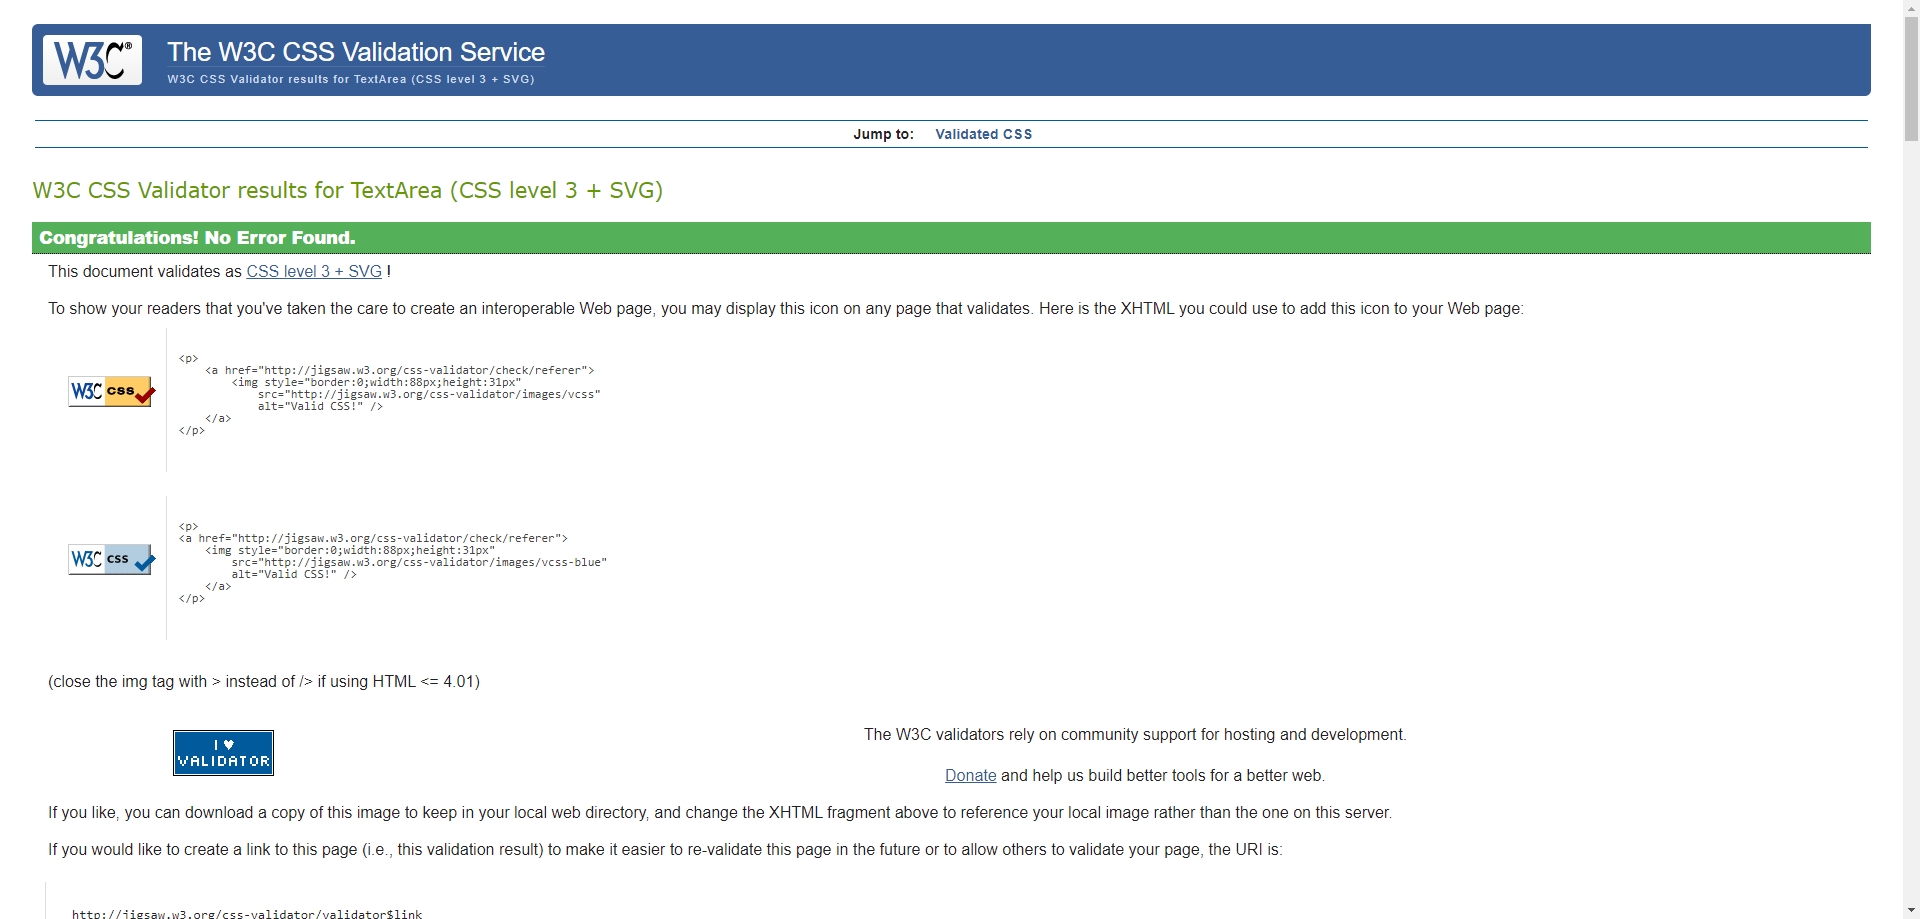 W3C®
The W3C CSS Validation Service
W3C CSS Validator results for TextArea (CSS level 3 + SVG)
Jump to: Validated CSS
W3C CSS Validator results for TextArea (CSS level 3 + SVG)
Congratulations! No Error Found.
This document validates as CSS level 3 + SVG !
To show your readers that you've taken the care to create an interoperable Web page, you may display this icon on any page that validates. Here is the XHTML you could use to add this icon to your Web page:
W3C css
<p>
<a href="http://jigsaw.w3.org/css-validator/check/referer">
<img style="border:0;width:88px;height:31px"
src="http://jigsaw.w3.org/css-validator/images/vcss"
alt="Valid CSS!" />
</a>
</p>
W3C css
<p>
<a href="http://jigsaw.w3.org/css-validator/check/referer">
<img style="border:0;width:88px;height:31px"
src="http://jigsaw.w3.org/css-validator/images/vcss-blue"
alt="Valid CSS!" />
</a>
</p>
(close the img tag with > instead of /> if using HTML <= 4.01)
I ♥
VALIDATOR
The W3C validators rely on community support for hosting and development.
Donate and help us build better tools for a better web.
If you like, you can download a copy of this image to keep in your local web directory, and change the XHTML fragment above to reference your local image rather than the one on this server.
If you would like to create a link to this page (i.e., this validation result) to make it easier to re-validate this page in the future or to allow others to validate your page, the URI is:
http://jigsaw.w3.org/css-validator/validator$link